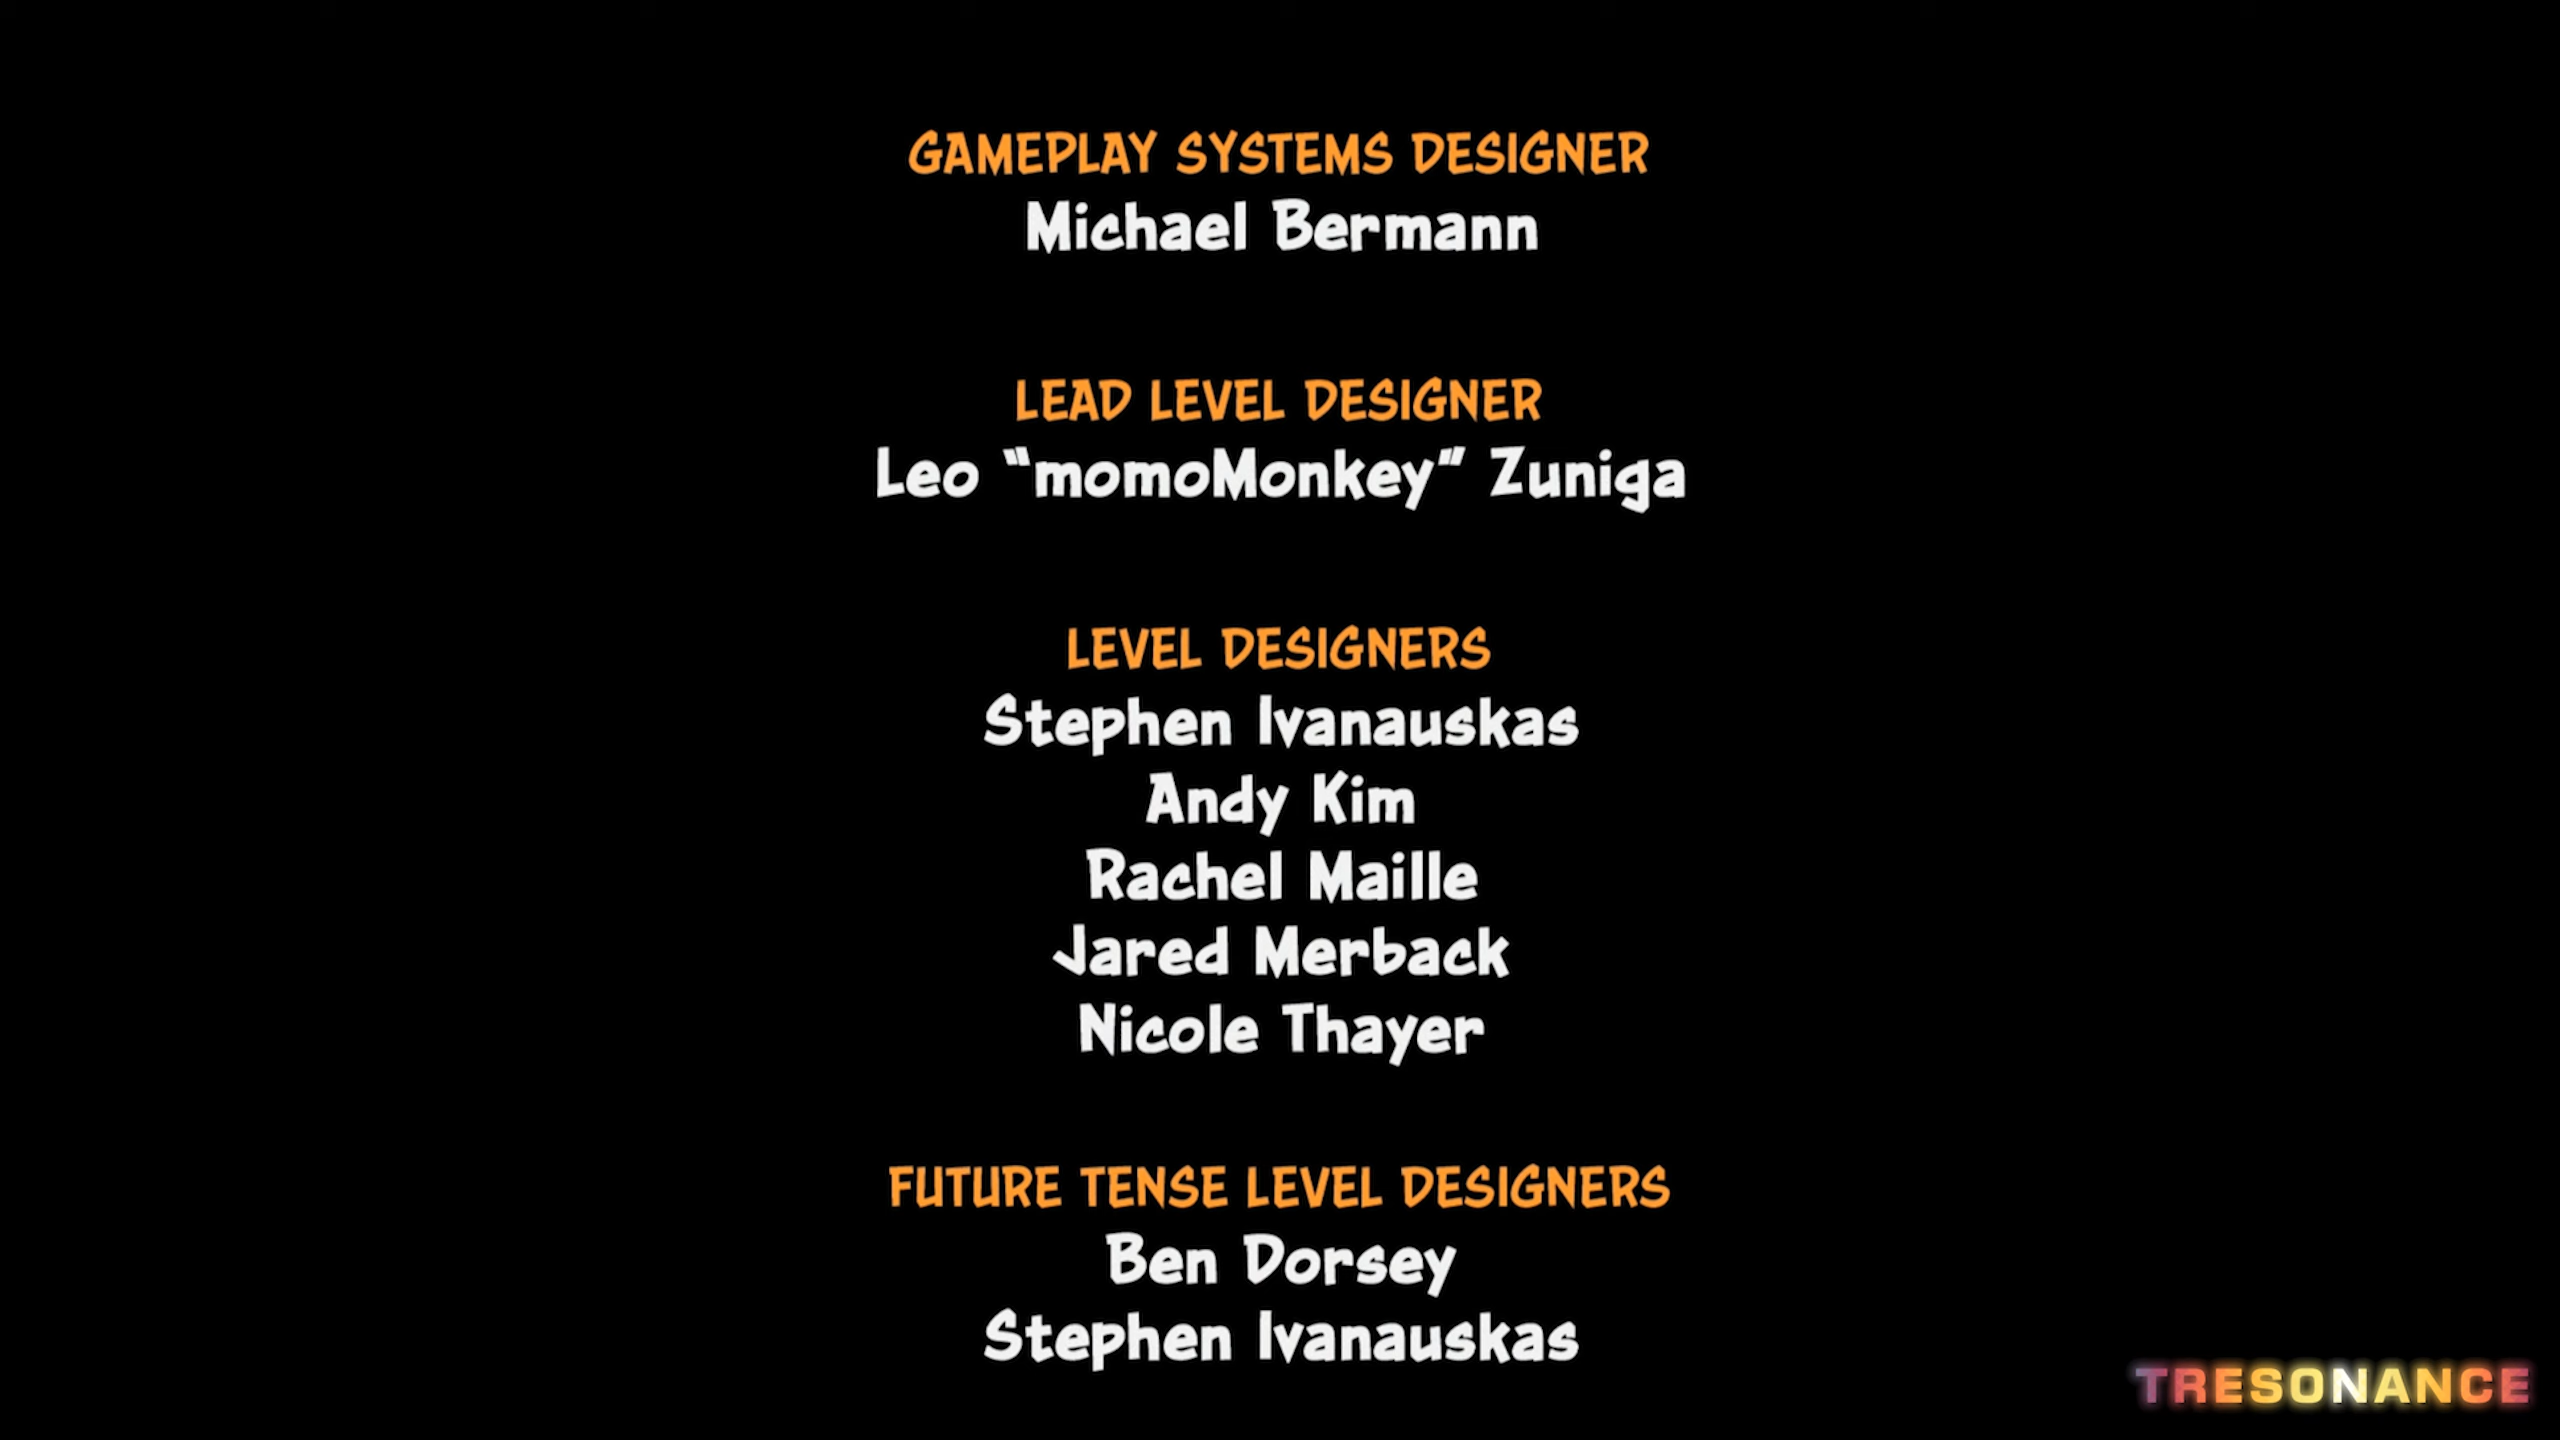 GAMEPLAY SYSTEMS DESIGNER
Michael Bermann
LEAD LEVEL DESIGNER
Leo "momoMonkey" Zuniga
LEVEL DESIGNERS
Stephen Ivanauskas
Andy Kim
Rachel Maille
Jared Merback
Nicole Thayer
FUTURE TENSE LEVEL DESIGNERS
Ben Dorsey
Stephen Ivanauskas
TRESONANCE